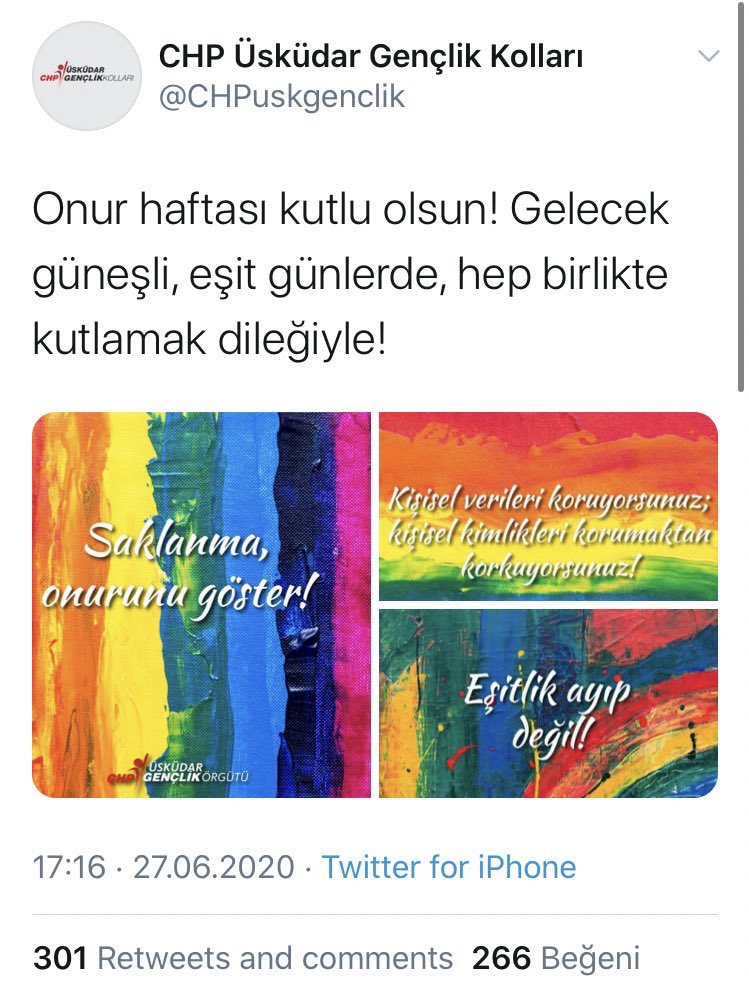 ÜSKÜDAR
CHP GENÇLİKKOLLARI
CHP Üsküdar Gençlik Kolları
@CHPuskgenclik
Onur haftası kutlu olsun! Gelecek
güneşli, eşit günlerde, hep birlikte
kutlamak dileğiyle!
Saklanma,
onurunu göster!
ÜSKÜDAR
CHP GENÇLİKÖRGÜTÜ
Kişisel verileri koruyorsunuz;
kişisel kimlikleri korumaktan
korkuyorsunuz!
Eşitlik ayıp
değil!
17:16 · 27.06.2020 · Twitter for iPhone
301 Retweets and comments 266 Beğeni